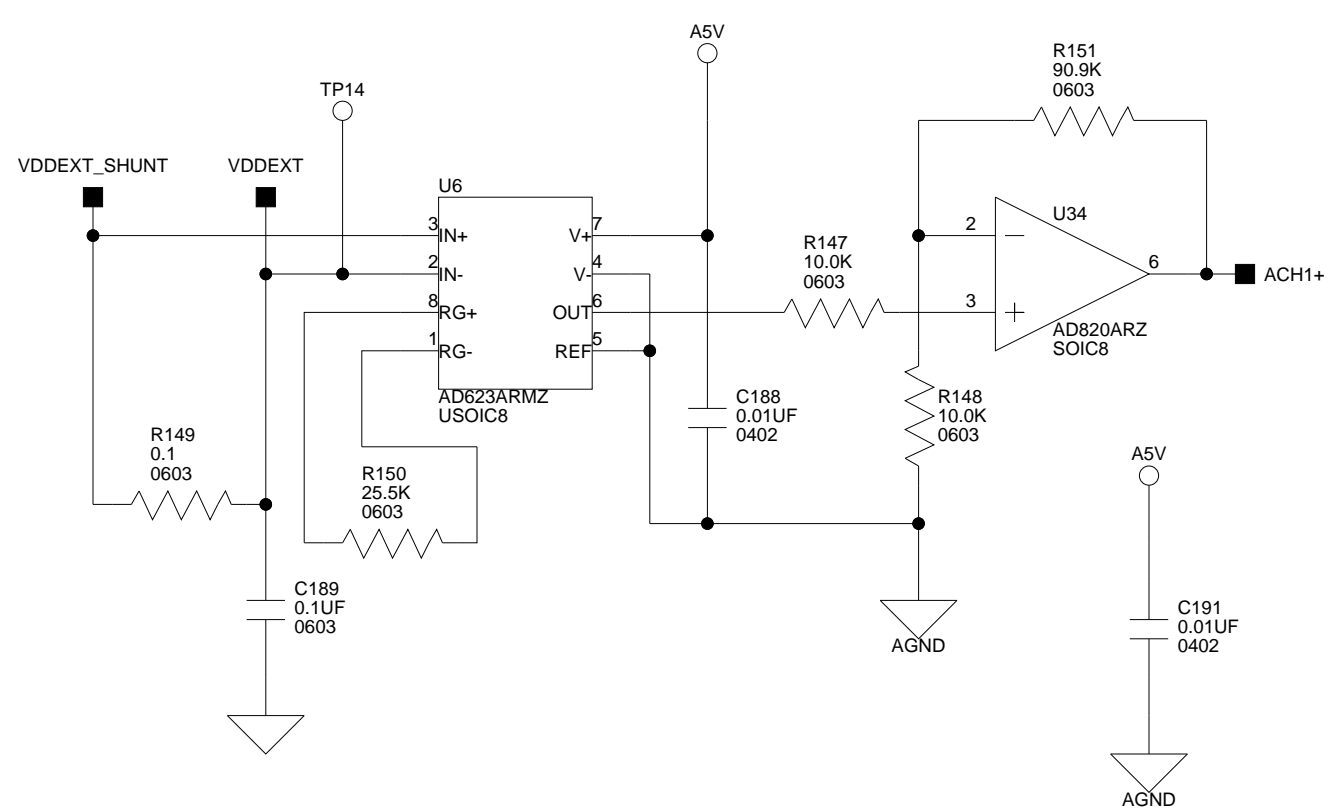 A5V
R151
90.9K
0603
TP14
VDDEXT_SHUNT
VDDEXT
U6
3
IN+
V+
7
2
IN-
V-
4
8
RG+
OUT
6
1
RG-
REF
5
AD623ARMZ
USOIC8
R147
10.0K
0603
2
U34
3
6
ACH1+
AD820ARZ
SOIC8
C188
0.01UF
0402
R148
10.0K
0603
R149
0.1
0603
R150
25.5K
0603
A5V
C189
0.1UF
0603
AGND
C191
0.01UF
0402
AGND